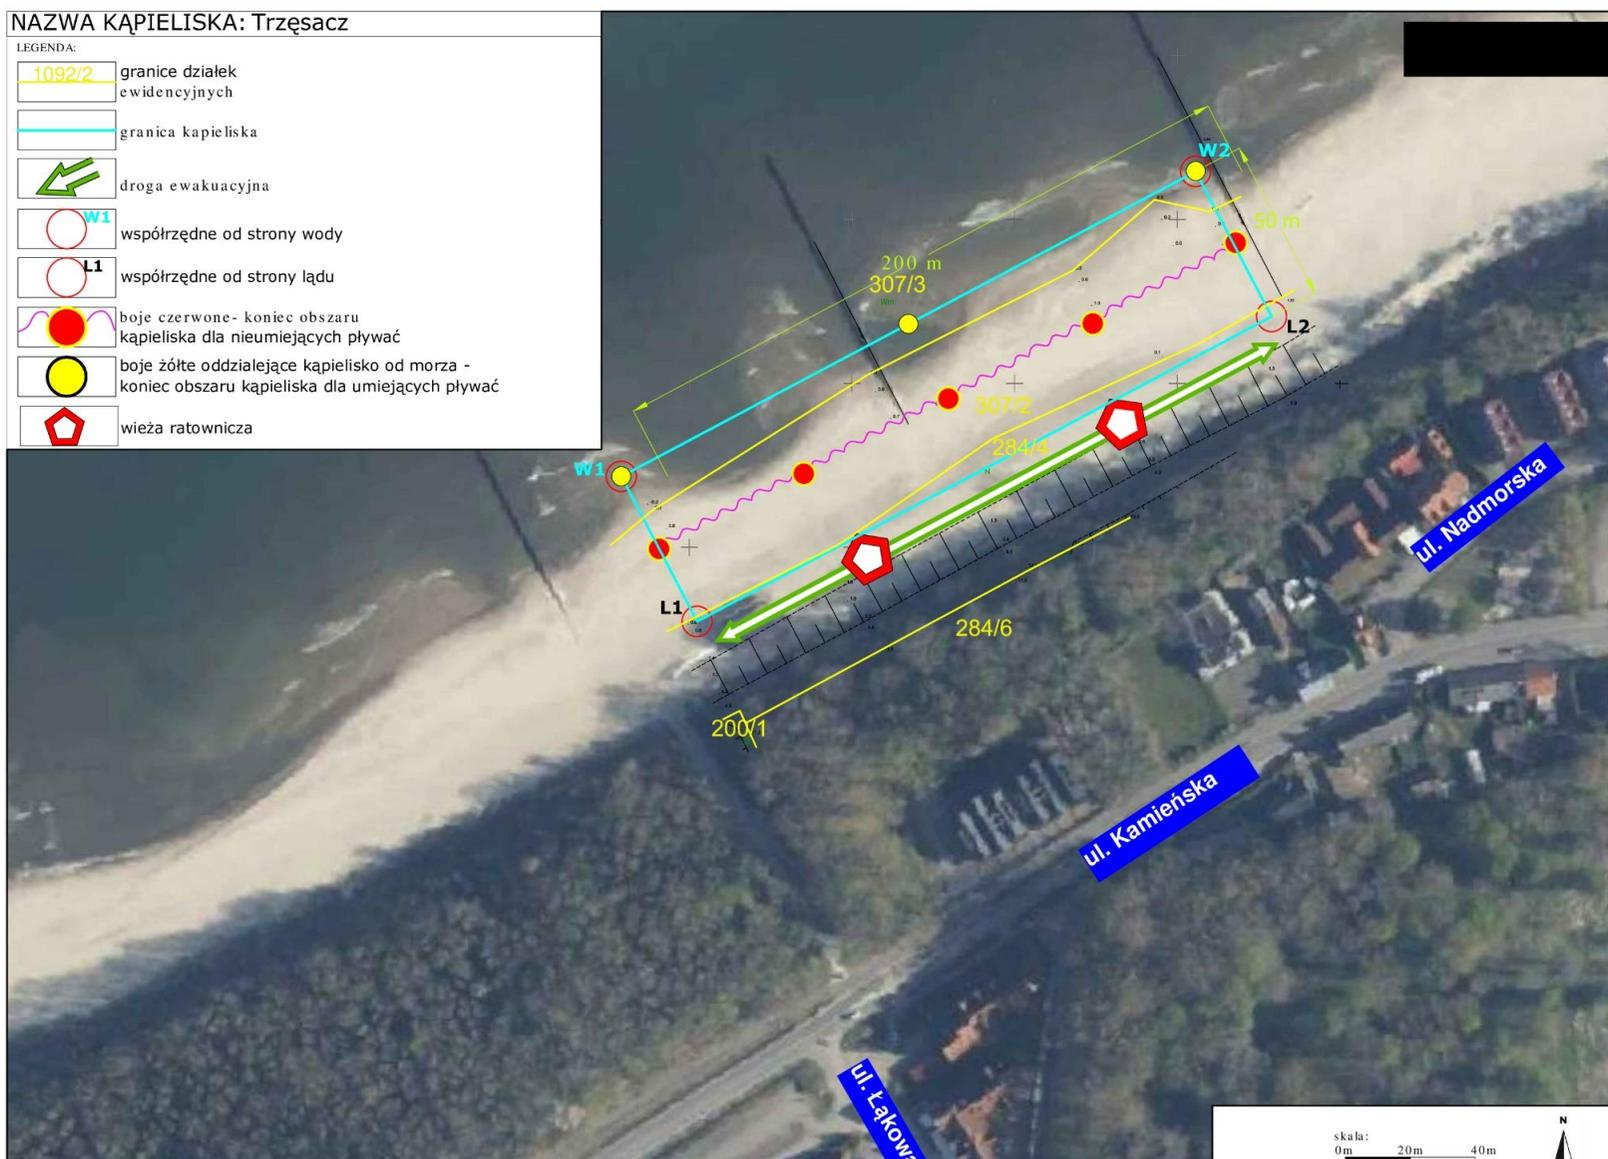 NAZWA KĄPIELISKA: Trzęsacz
LEGENDA:
1092/2
granice działek
ewidencyjnych
granica kapieliska
droga ewakuacyjna
W1
współrzędne od strony wody
L1
współrzędne od strony lądu
boje czerwone- koniec obszaru
kąpieliska dla nieumiejących pływać
boje żółte oddzialejące kąpielisko od morza -
koniec obszaru kąpieliska dla umiejących pływać
wieża ratownicza
W2
50 m
200 m
307/3
L2
307/2
284/4
W1
L1
284/6
200/1
ul. Nadmorska
ul. Kamieńska
ul. Łąkowa
skala:
0m 20m 40m
N